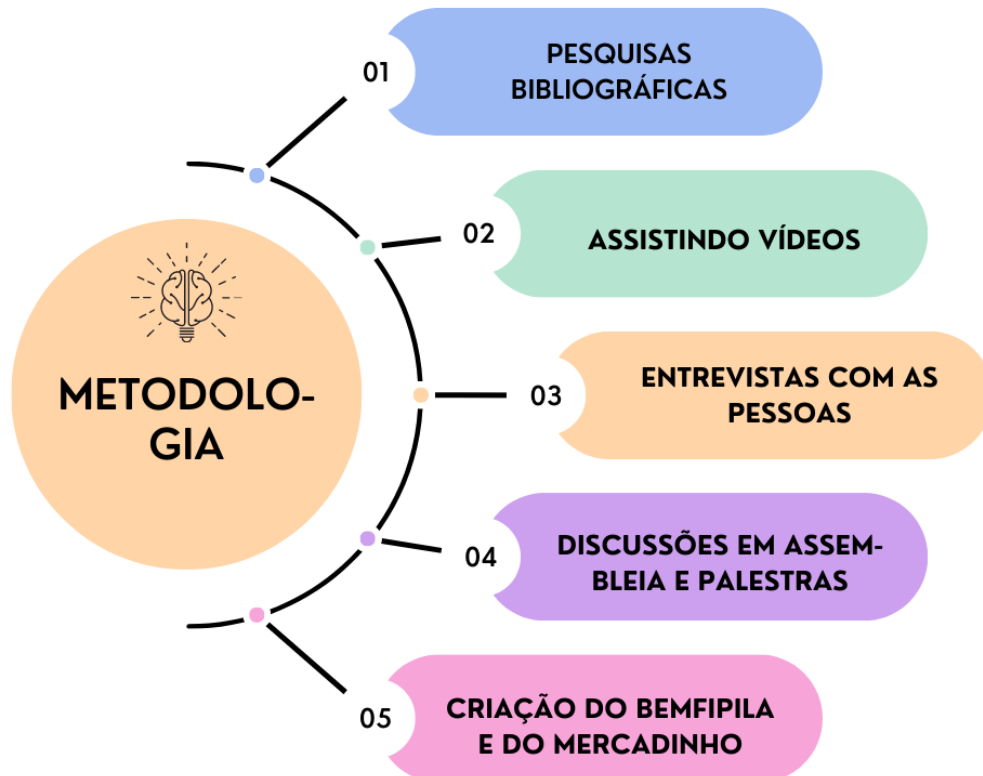 01
PESQUISAS
BIBLIOGRÁFICAS
02
ASSISTINDO VÍDEOS
METODOLO-
GIA
03
ENTREVISTAS COM AS
PESSOAS
04
DISCUSSÕES EM ASSEM-
BLEIA E PALESTRAS
05
CRIAÇÃO DO BEMFIPILA
E DO MERCADINHO